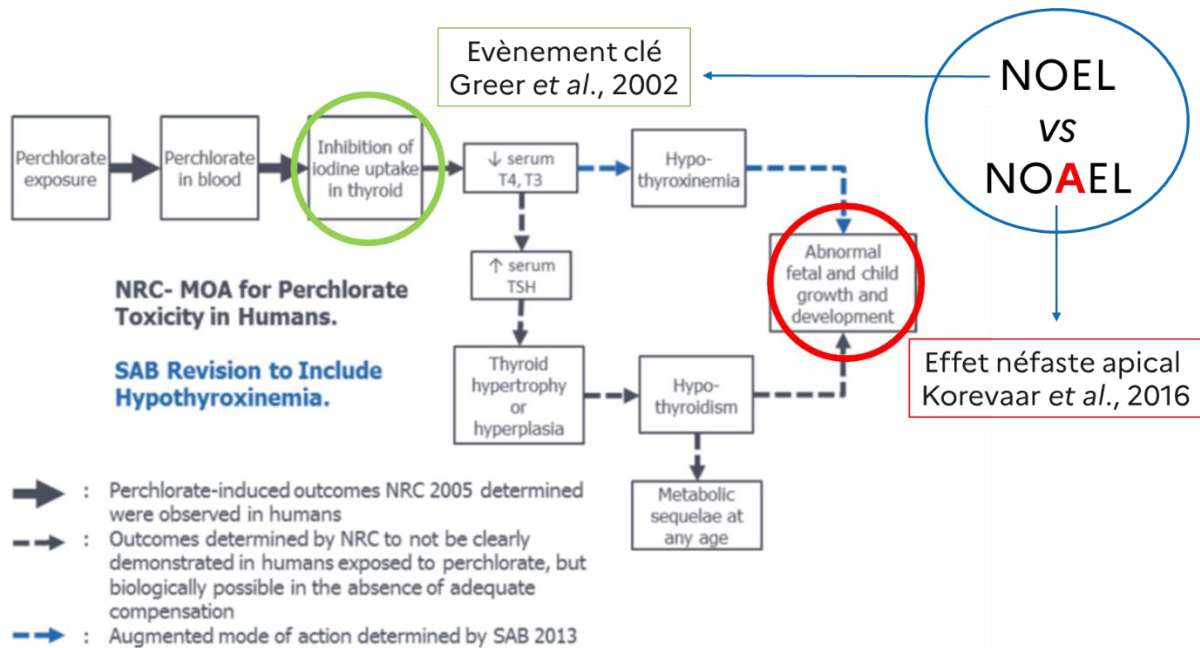 Evènement clé
Greer et al., 2002
NOEL
vs
NOAEL
Perchlorate
exposure
Perchlorate
in blood
Inhibition of
iodine uptake
in thyroid
↓ serum
T4, T3
Hypo-
thyroxinemia
↑ serum
TSH
Abnormal
fetal and child
growth and
development
NRC- MOA for Perchlorate
Toxicity in Humans.
SAB Revision to Include
Hypothyroxinemia.
Thyroid
hypertrophy
or
hyperplasia
Hypo-
thyroidism
Effet néfaste apical
Korevaar et al., 2016
Metabolic
sequelae at
any age
: Perchlorate-induced outcomes NRC 2005 determined
were observed in humans
: Outcomes determined by NRC to not be clearly
demonstrated in humans exposed to perchlorate, but
biologically possible in the absence of adequate
compensation
: Augmented mode of action determined by SAB 2013